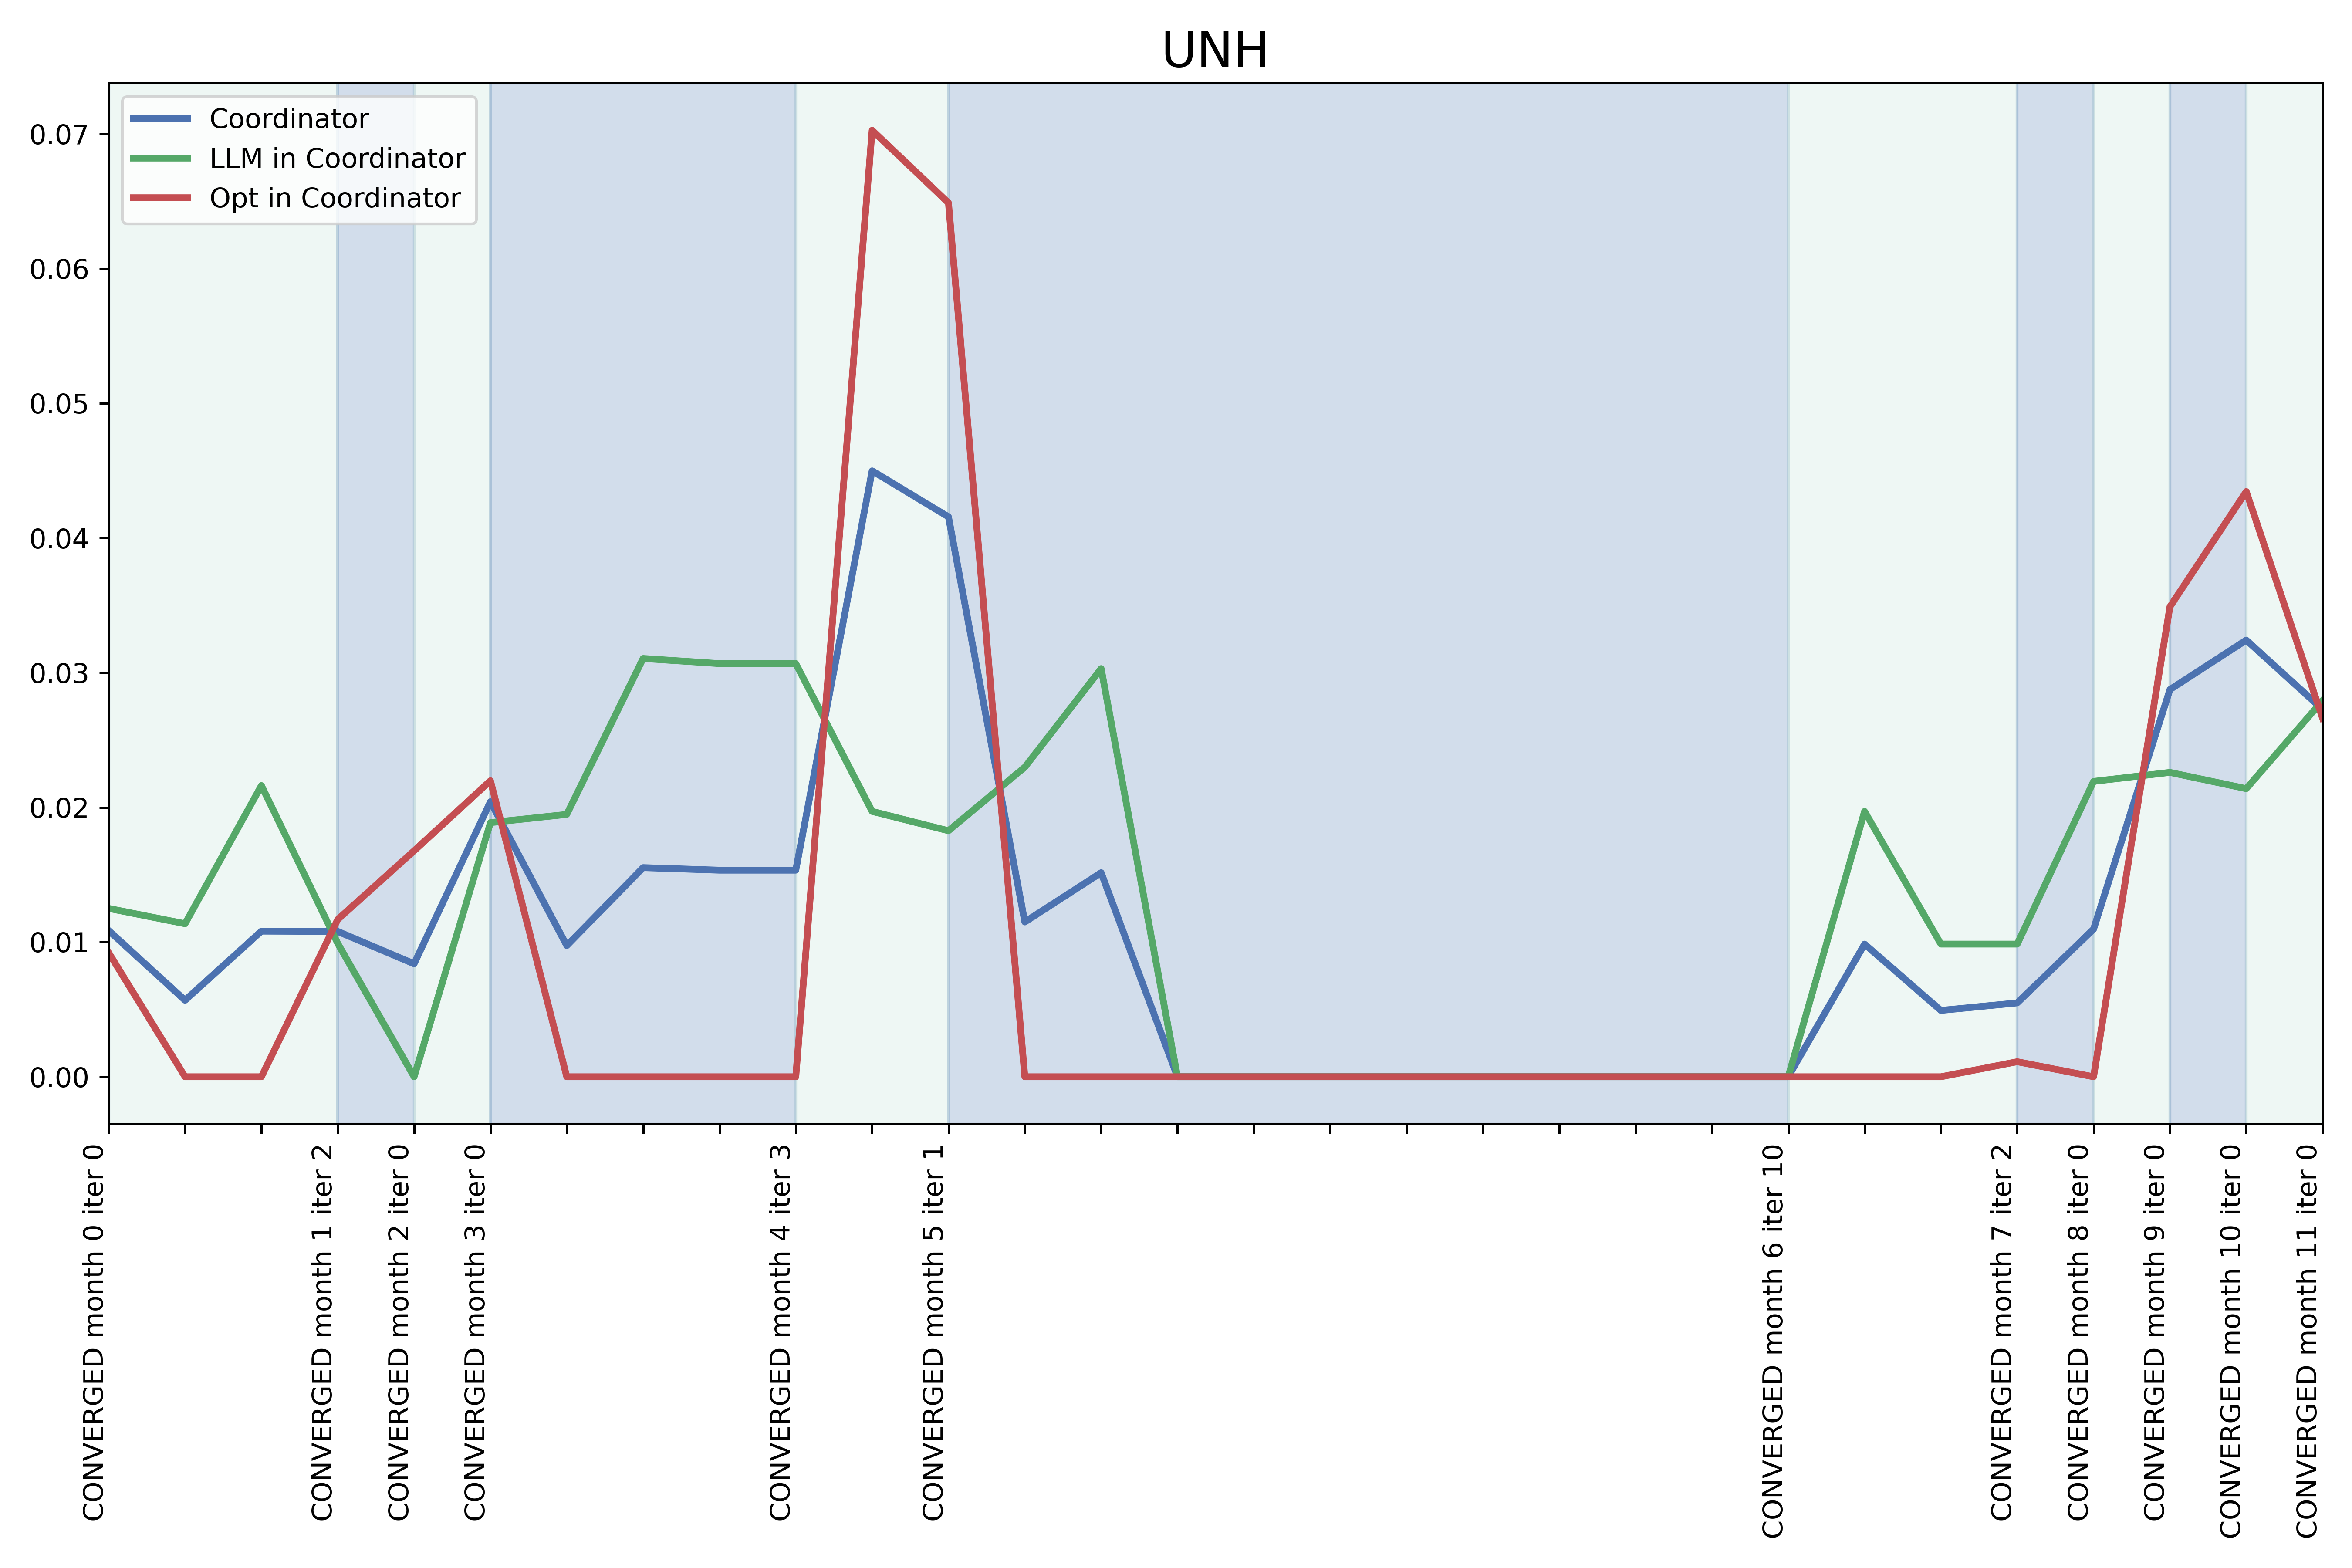 UNH
Coordinator
LLM in Coordinator
Opt in Coordinator
0.07
0.06
0.05
0.04
0.03
0.02
0.01
0.00
CONVERGED month 0 iter 0
CONVERGED month 1 iter 2
CONVERGED month 2 iter 0
CONVERGED month 3 iter 0
CONVERGED month 4 iter 3
CONVERGED month 5 iter 1
CONVERGED month 6 iter 10
CONVERGED month 7 iter 2
CONVERGED month 8 iter 0
CONVERGED month 9 iter 0
CONVERGED month 10 iter 0
CONVERGED month 11 iter 0